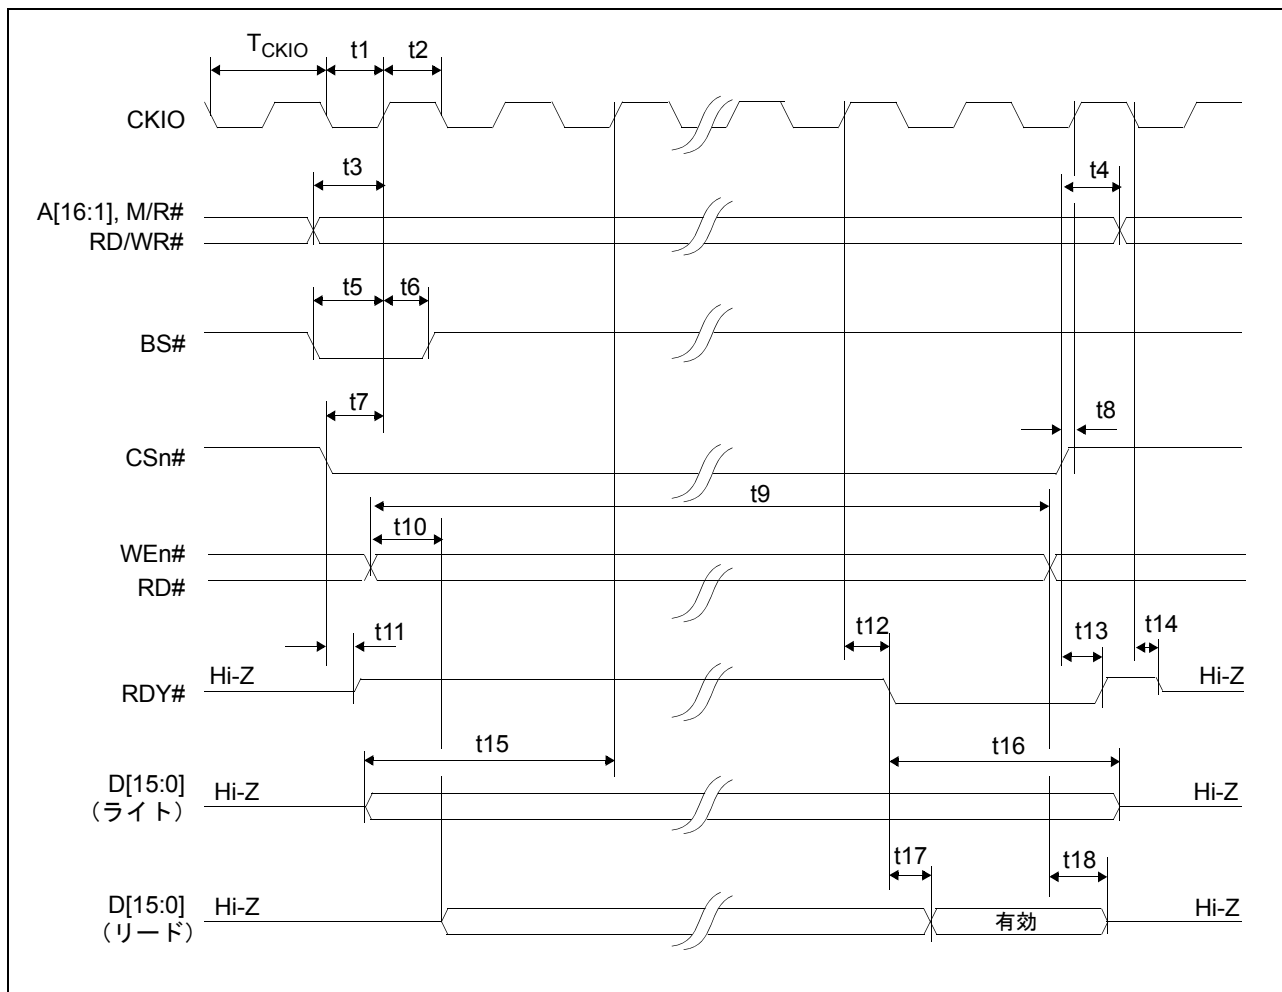 TCKIO t1 t2
CKIO
t3 t4
A[16:1], M/R#
RD/WR#
t5 t6
BS#
t7 t8
CSn#
t9
t10
WEn#
RD#
t11 t12 t13 t14
Hi-Z Hi-Z
RDY#
t15 t16
D[15:0]
（ライト）
Hi-Z Hi-Z
t17 t18
D[15:0]
（リード）
Hi-Z 有効 Hi-Z